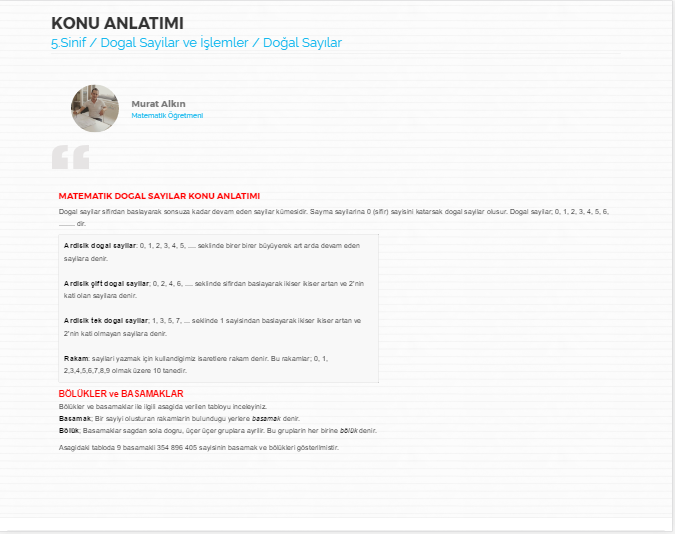 KONU ANLATIMI
5.Sinif / Dogal Sayilar ve İşlemler / Doğal Sayılar
Murat Alkın
Matematik Öğretmeni
MATEMATIK DOGAL SAYILAR KONU ANLATIMI
Dogal sayilar sifirdan baslayarak sonsuza kadar devam eden sayilar kümesidir. Sayma sayilarina 0 (sifir) sayisini katarsak dogal sayilar olusur. Dogal sayilar; 0, 1, 2, 3, 4, 5, 6,
......... dir.
Ardisik dogal sayilar: 0, 1, 2, 3, 4, 5, .... seklinde birer birer büyüyerek art arda devam eden
sayilara denir.
Ardisik çift dogal sayilar; 0, 2, 4, 6, .... seklinde sifirdan baslayarak ikiser ikiser artan ve 2'nin
kati olan sayilara denir.
Ardisik tek dogal sayilar; 1, 3, 5, 7, ... seklinde 1 sayisindan baslayarak ikiser ikiser artan ve
2'nin kati olmayan sayilara denir.
Rakam: sayilari yazmak için kullandigimiz isaretlere rakam denir. Bu rakamlar; 0, 1,
2,3,4,5,6,7,8,9 olmak üzere 10 tanedir.
BÖLÜKLER ve BASAMAKLAR
Bölükler ve basamaklar ile ilgili asagida verilen tabloyu inceleyiniz.
Basamak; Bir sayiyi olusturan rakamlarin bulundugu yerlere basamak denir.
Bölük; Basamaklar sagdan sola dogru, üçer üçer gruplara ayrilir. Bu gruplarin her birine bölük denir.
Asagidaki tabloda 9 basamakli 354 896 405 sayisinin basamak ve bölükleri gösterilmistir.